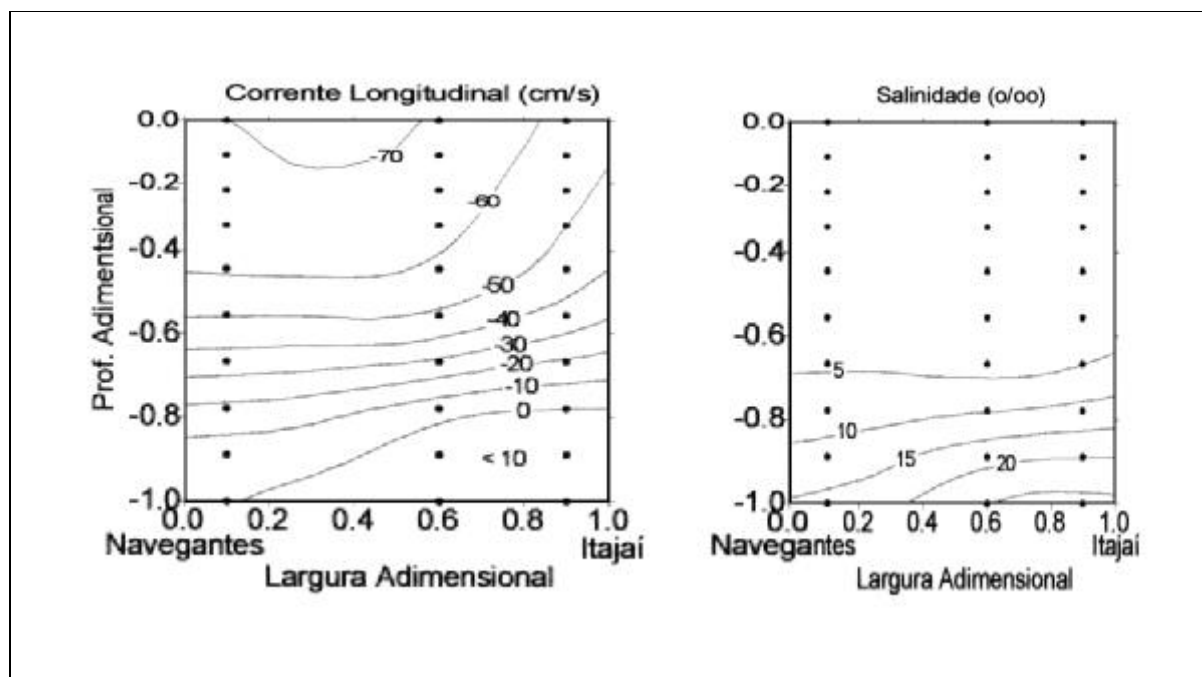 Corrente Longitudinal (cm/s)
Prof. Adimentsional
0.0
-0.2
-0.4
-0.6
-0.8
-1.0
-70
-60
-50
-40
-30
-20
-10
0
< 10
0.0 0.2 0.4 0.6 0.8 1.0
Navegantes Itajaí
Largura Adimensional
Salinidade (o/oo)
0.0
-0.2
-0.4
-0.6
-0.8
-1.0
5
10
15
20
0.0 0.2 0.4 0.6 0.8 1.0
Navegantes Itajaí
Largura Adimensional